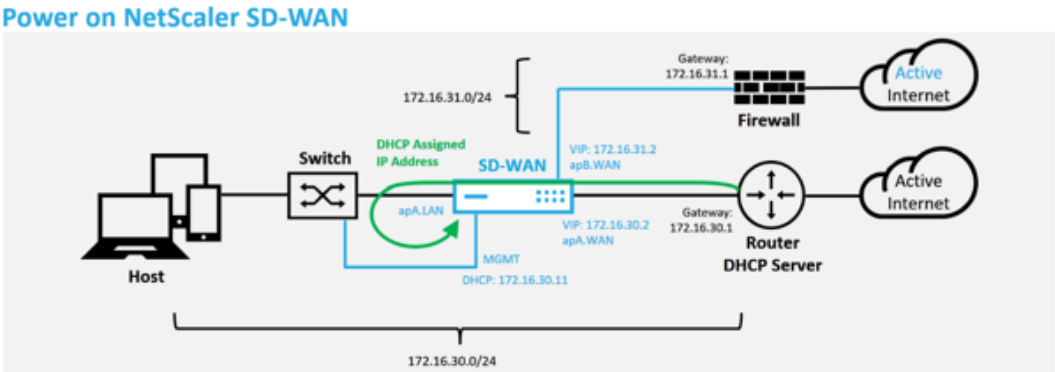 Power on NetScaler SD-WAN
Gateway:
172.16.31.1
Active
Internet
172.16.31.0/24
Firewall
DHCP Assigned
IP Address
VIP: 172.16.31.2
apB.WAN
Switch
SD-WAN
Active
Internet
apA.LAN
Gateway:
172.16.30.1
VIP: 172.16.30.2
apA.WAN
Router
DHCP Server
MGMT
DHCP: 172.16.30.11
Host
172.16.30.0/24